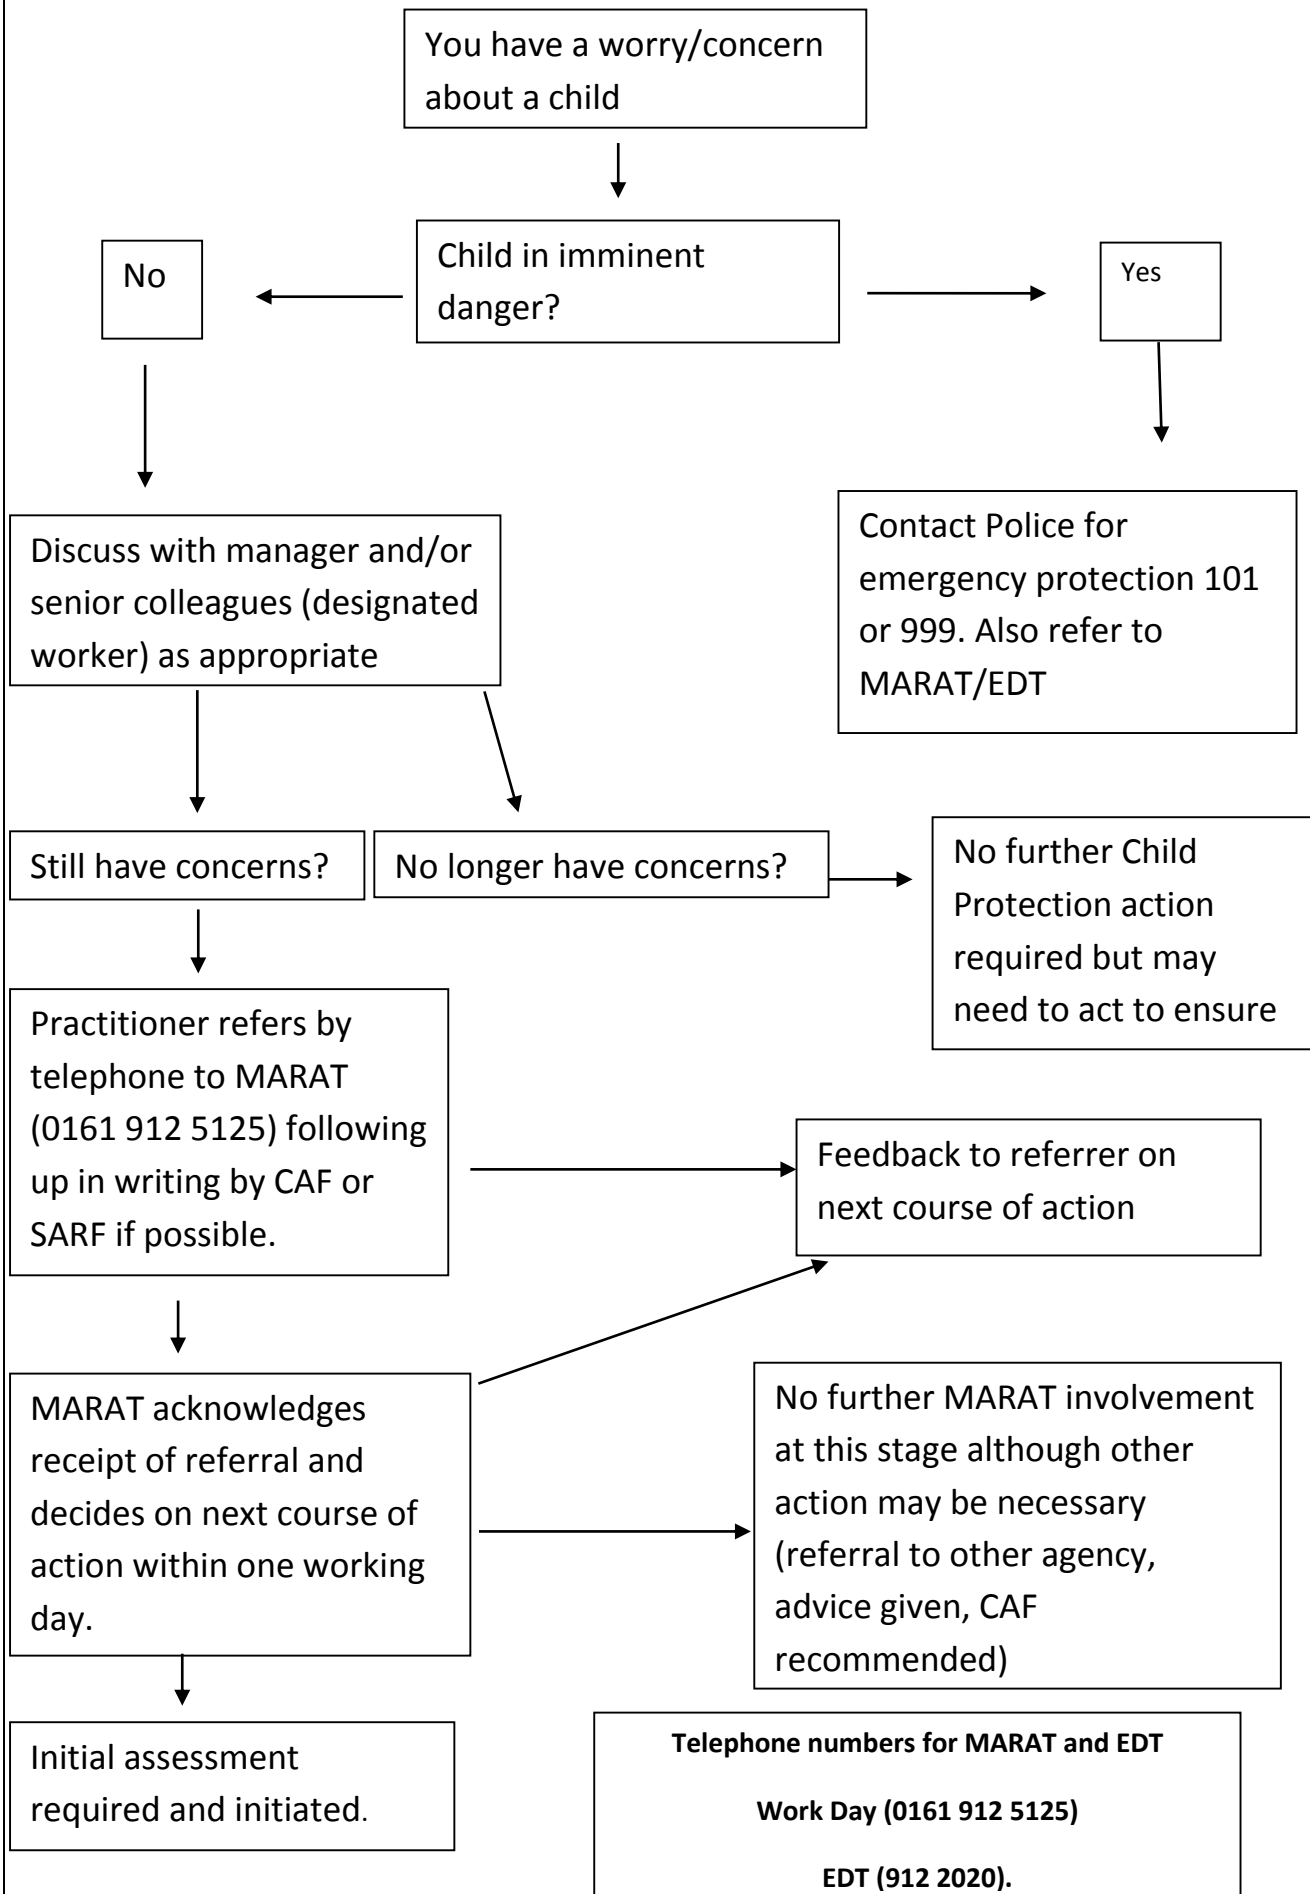 You have a worry/concern
about a child
Child in imminent
danger?
No
Yes
Discuss with manager and/or
senior colleagues (designated
worker) as appropriate
Contact Police for
emergency protection 101
or 999. Also refer to
MARAT/EDT
Still have concerns?
No longer have concerns?
No further Child
Protection action
required but may
need to act to ensure
Practitioner refers by
telephone to MARAT
(0161 912 5125) following
up in writing by CAF or
SARF if possible.
Feedback to referrer on
next course of action
MARAT acknowledges
receipt of referral and
decides on next course of
action within one working
day.
No further MARAT involvement
at this stage although other
action may be necessary
(referral to other agency,
advice given, CAF
recommended)
Initial assessment
required and initiated.
Telephone numbers for MARAT and EDT
Work Day (0161 912 5125)
EDT (912 2020).